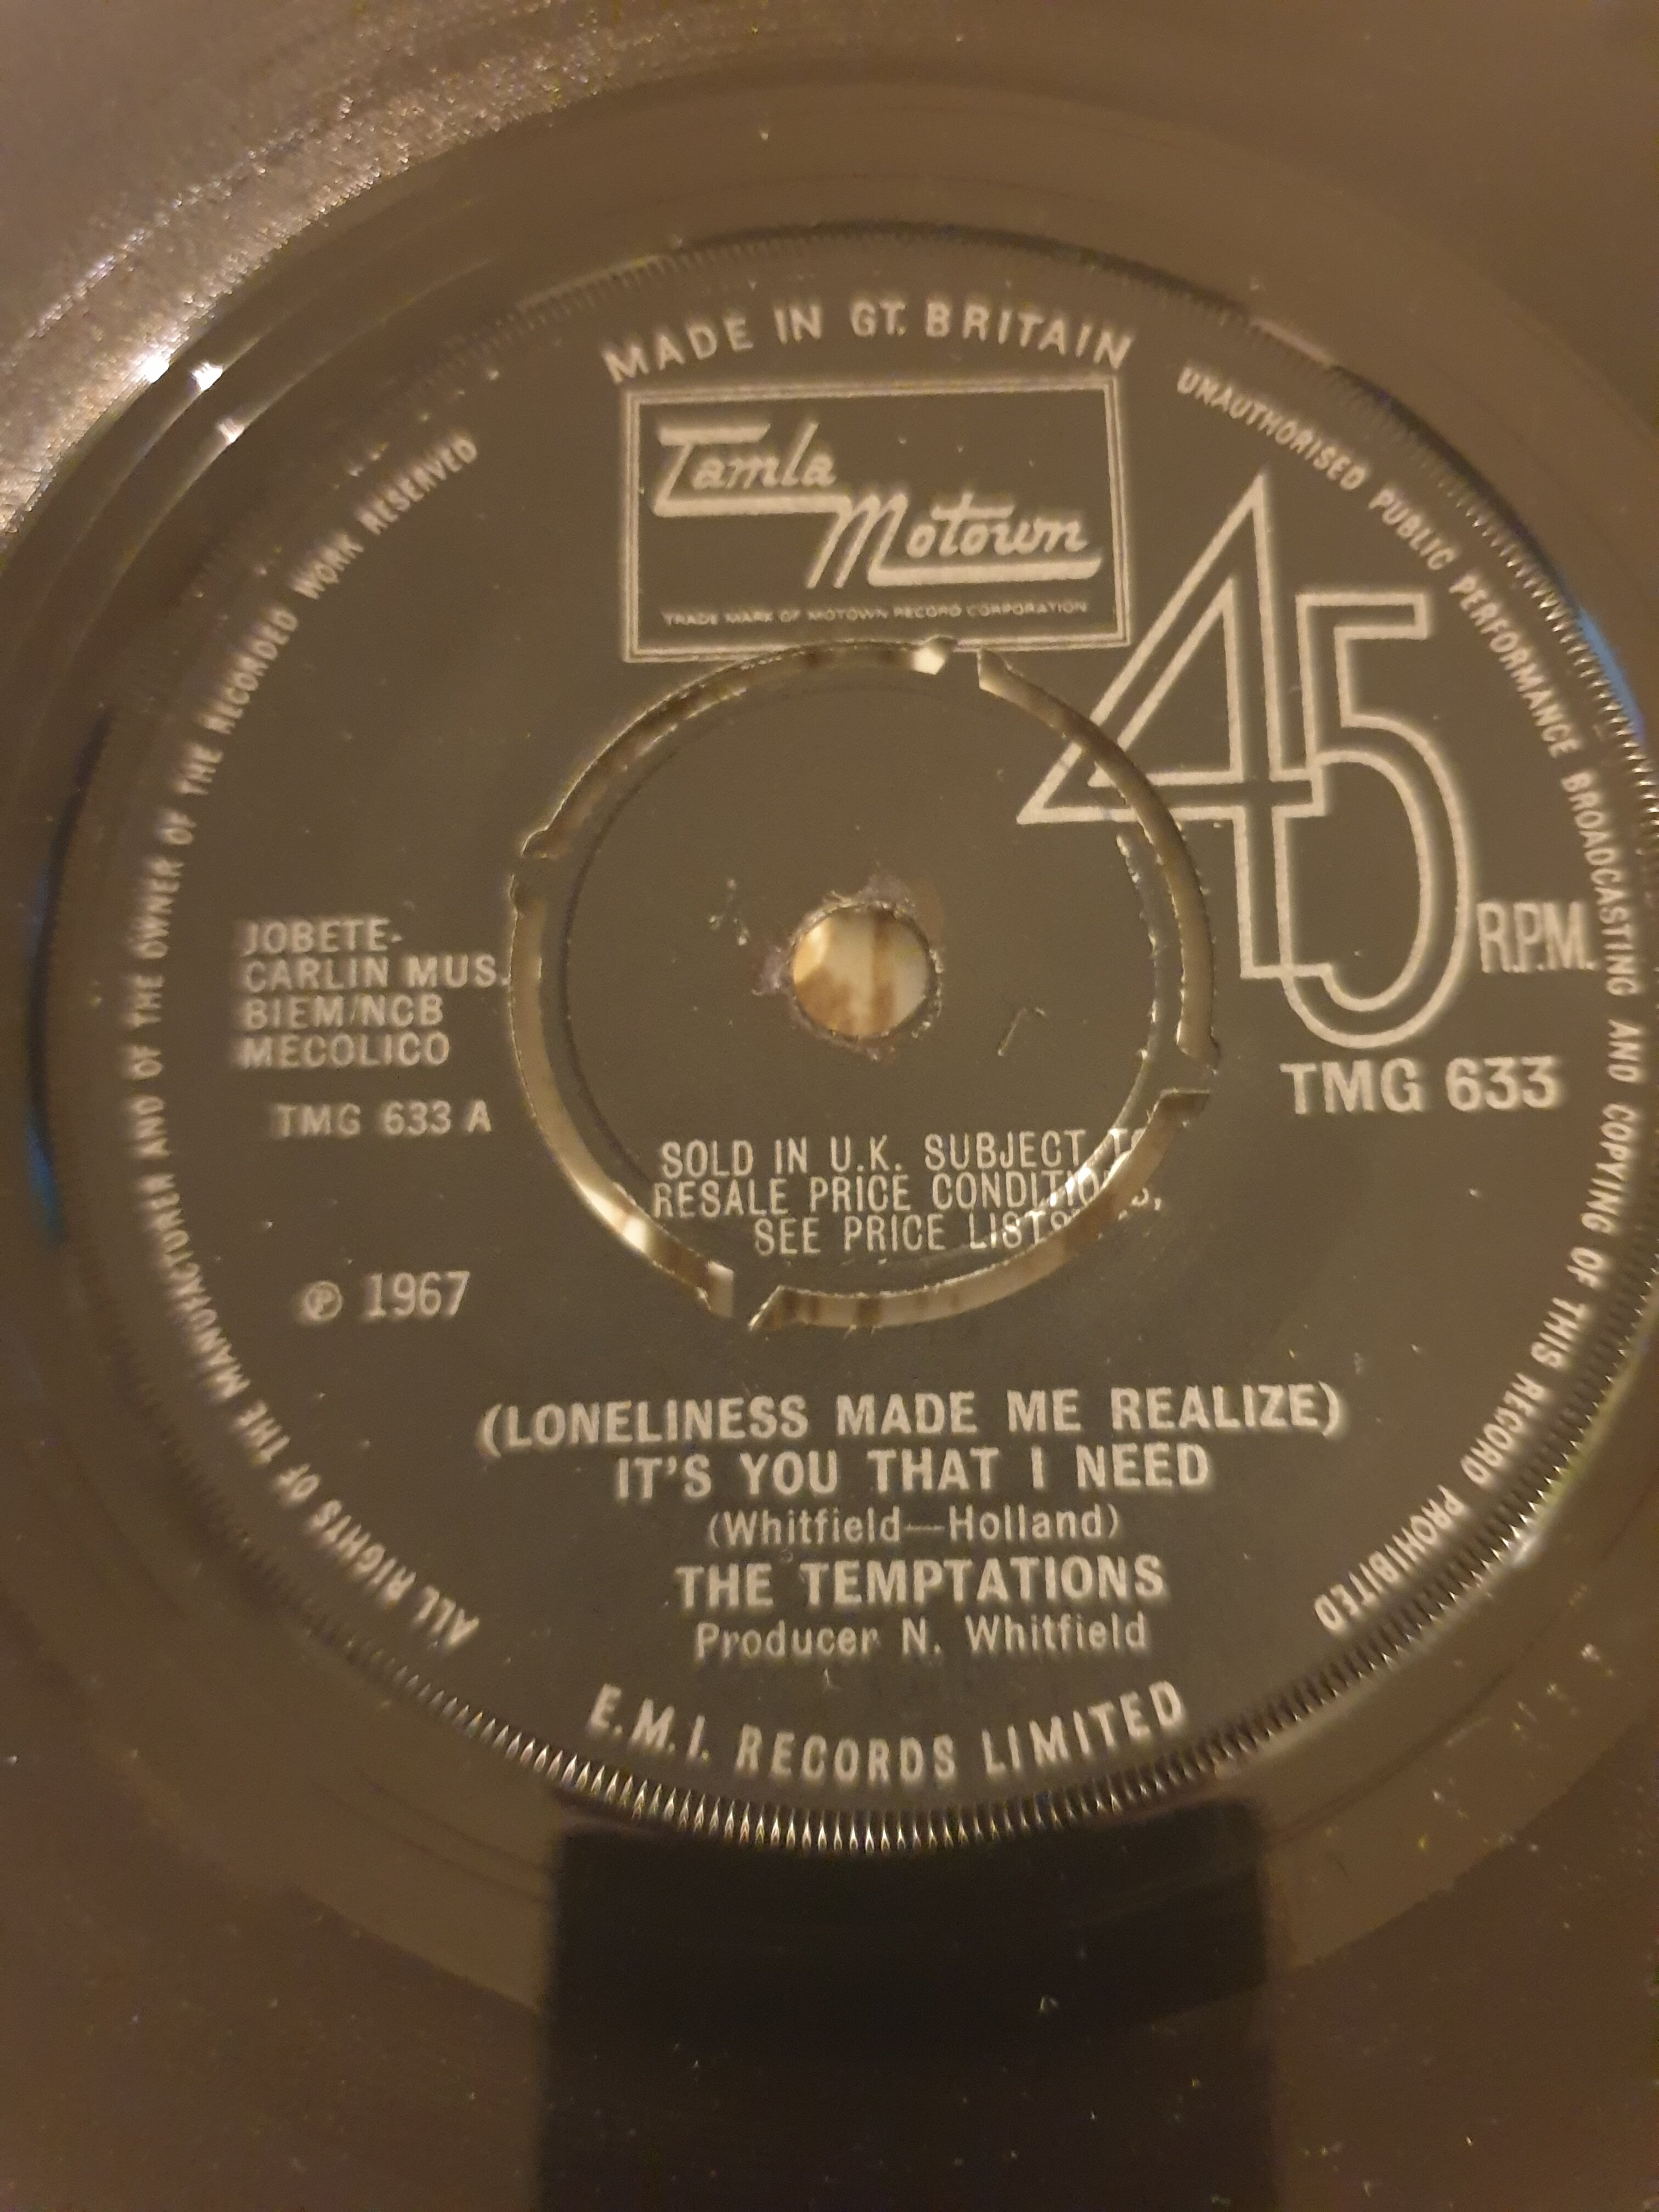 MADE IN GT. BRITAIN
Tamla
Motown
TRADE MARK OF MOTOWN RECORD CORPORATION
45
R.P.M.
TMG 633
JOBETE-
CARLIN MUS.
BIEM/NCB
MECOLICO
TMG 633 A
SOLD IN U.K. SUBJECT TO
RESALE PRICE CONDITIONS,
SEE PRICE LISTS
℗ 1967
(LONELINESS MADE ME REALIZE)
IT'S YOU THAT I NEED
(Whitfield—Holland)
THE TEMPTATIONS
Producer N. Whitfield
E.M.I. RECORDS LIMITED
ALL RIGHTS OF THE MANUFACTURER AND OF THE OWNER OF THE RECORDED WORK RESERVED
UNAUTHORISED PUBLIC PERFORMANCE BROADCASTING AND COPYING OF THIS RECORD PROHIBITED